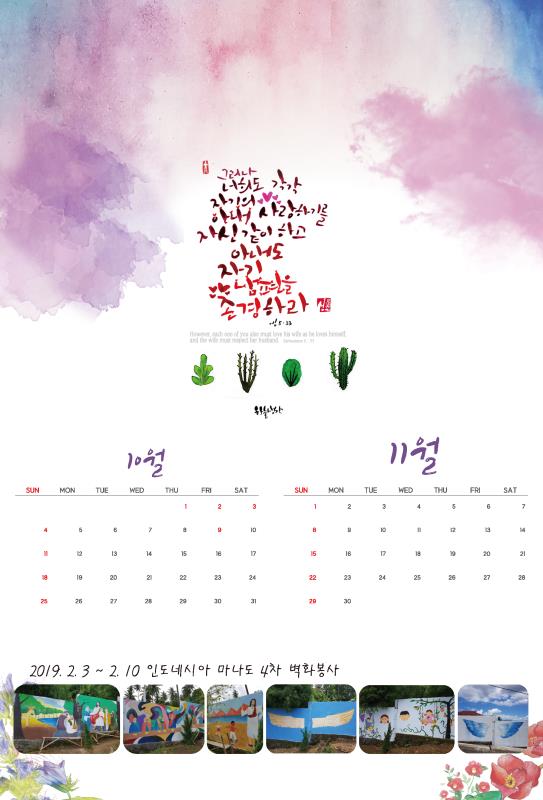 그러나
너희도 각각
자기의
아내 사랑하기를
자신 같이 하고
아내도
자기
남편을
존경하라
엡 5:33
However, each one of you also must love his wife as he loves himself,
and the wife must respect her husband. Ephesians 5 : 33
10월
SUN MON TUE WED THU FRI SAT
1 2 3
4 5 6 7 8 9 10
11 12 13 14 15 16 17
18 19 20 21 22 23 24
25 26 27 28 29 30 31
11월
SUN MON TUE WED THU FRI SAT
1 2 3 4 5 6 7
8 9 10 11 12 13 14
15 16 17 18 19 20 21
22 23 24 25 26 27 28
29 30
2019. 2. 3 ~ 2. 10 인도네시아 마나도 4차 벽화봉사